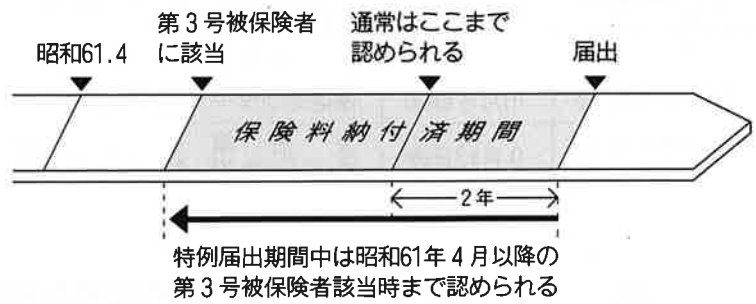 昭和61.4
第3号被保険者
に該当
通常はここまで
認められる
届出
保険料納付済期間
2年
特例届出期間中は昭和61年4月以降の
第3号被保険者該当時まで認められる